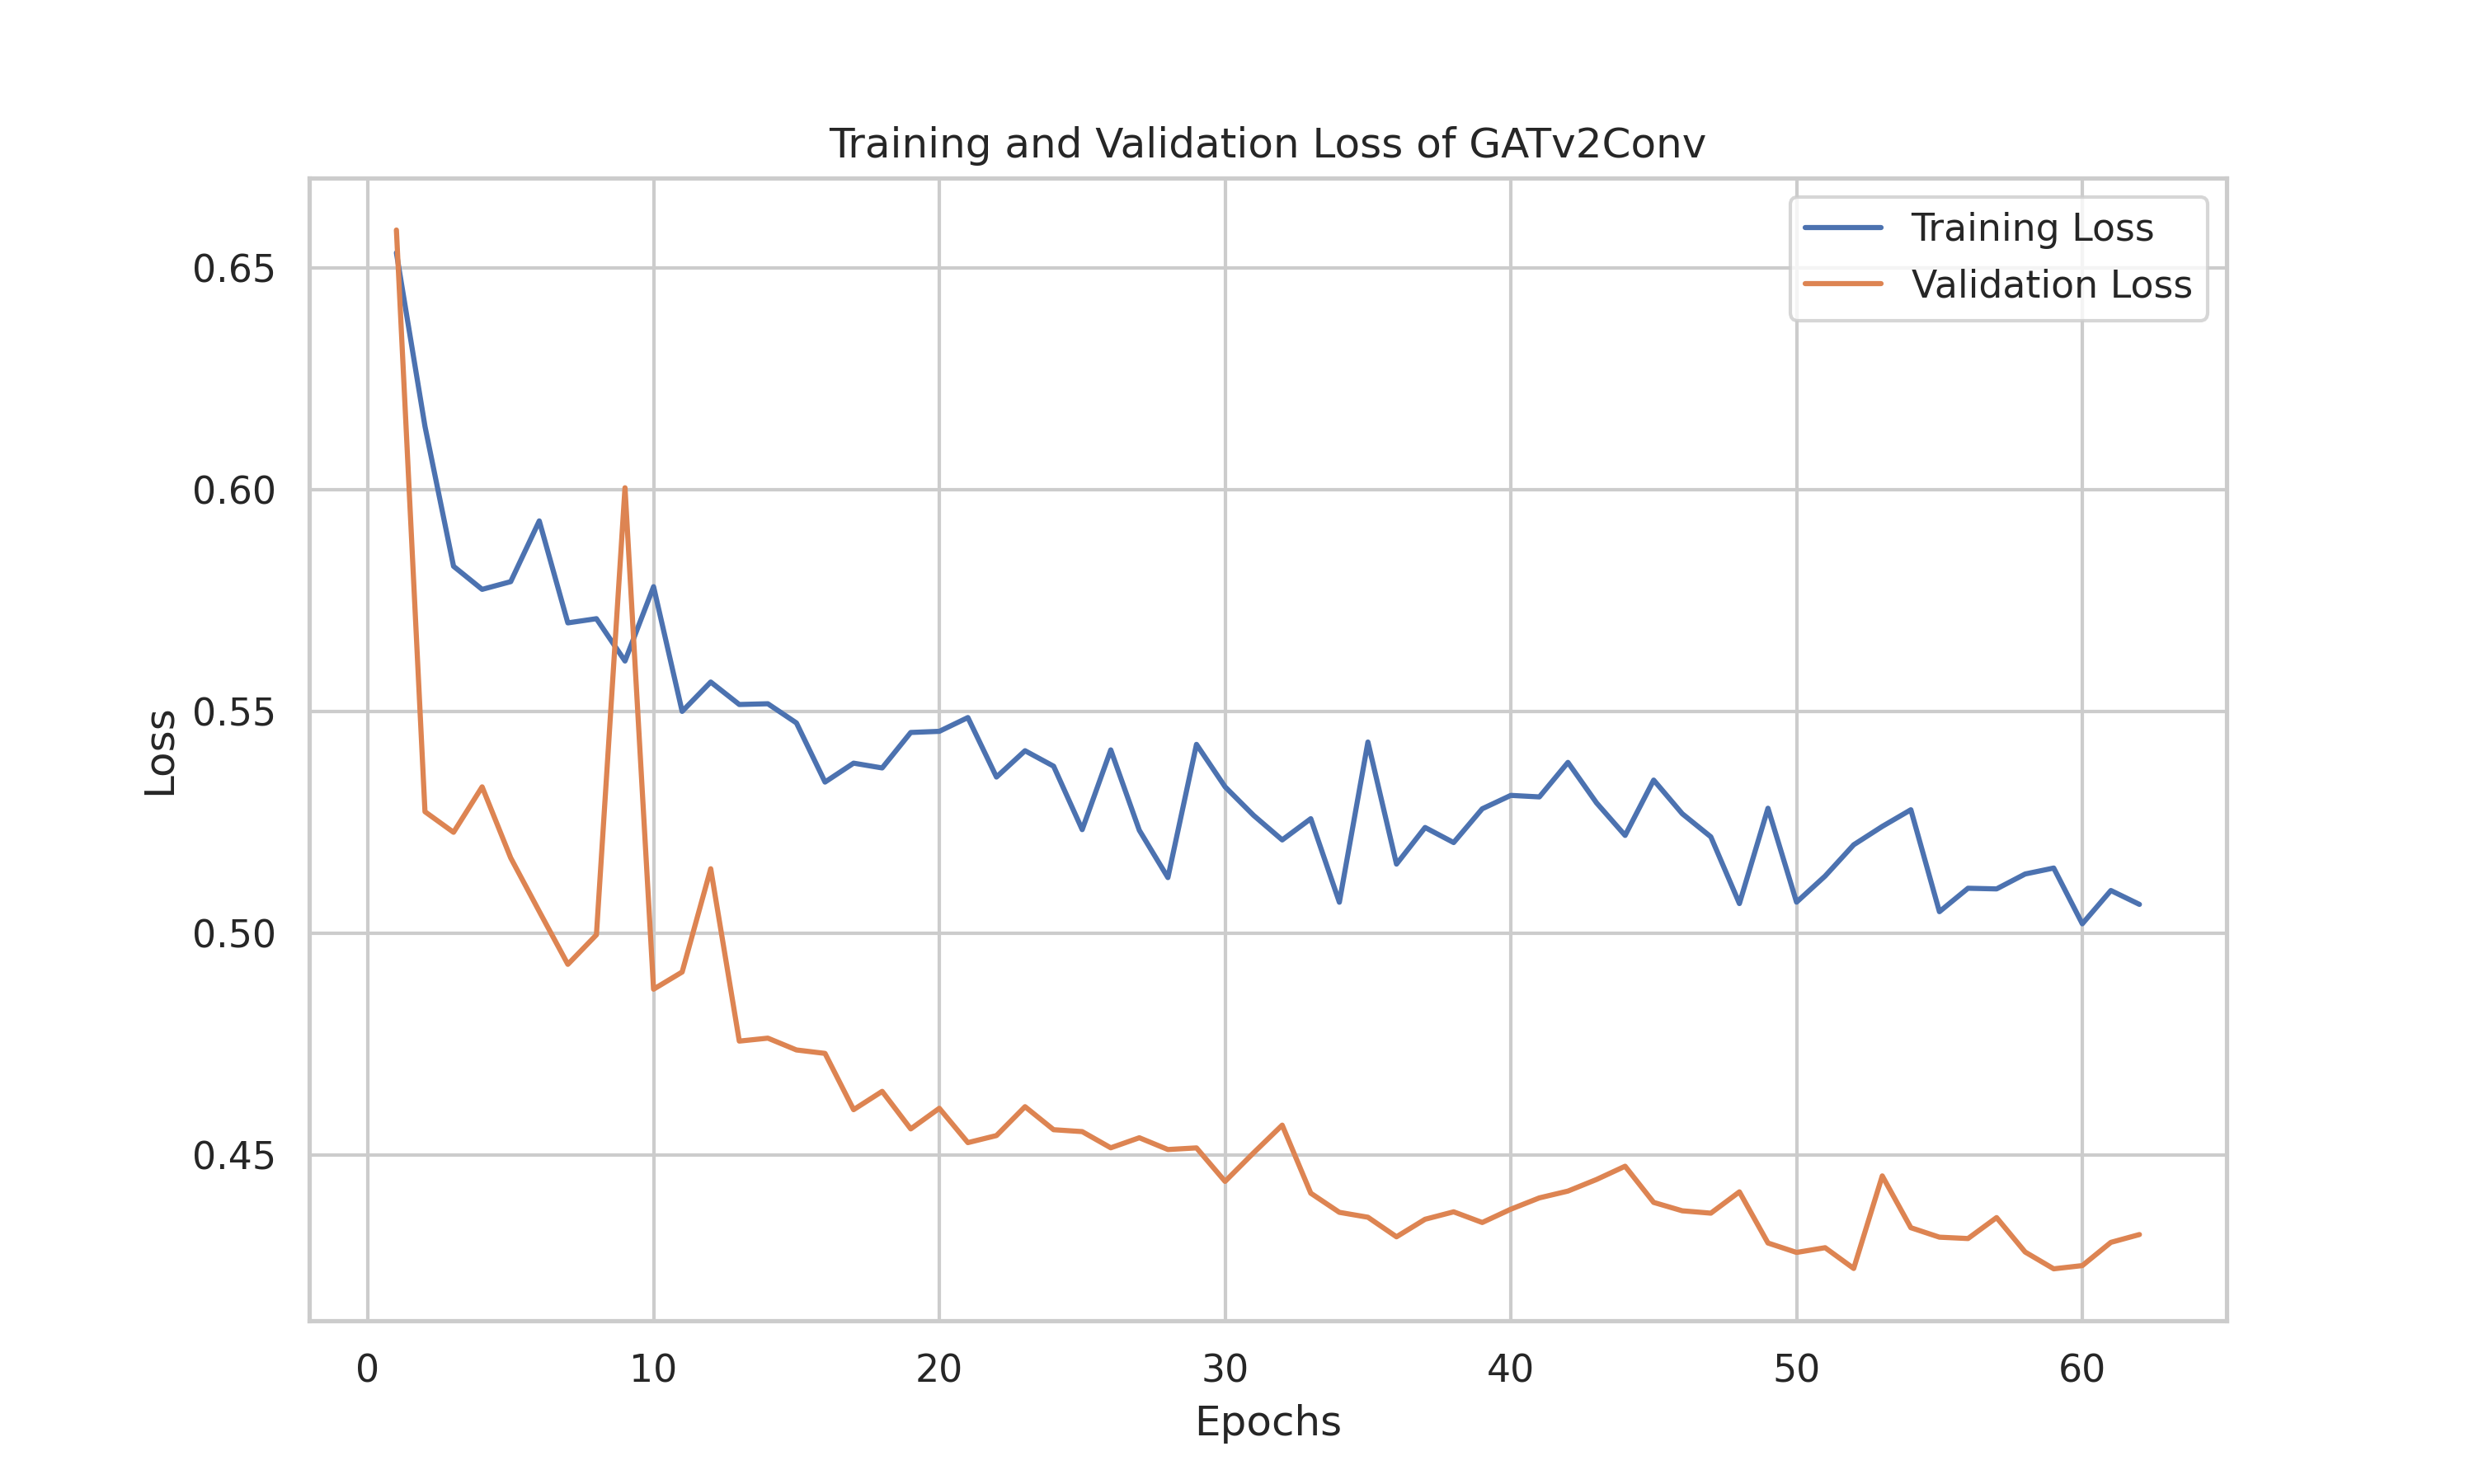 Training and Validation Loss of GATv2Conv
Training Loss
Validation Loss
Loss
0.65
0.60
0.55
0.50
0.45
0 10 20 30 40 50 60
Epochs